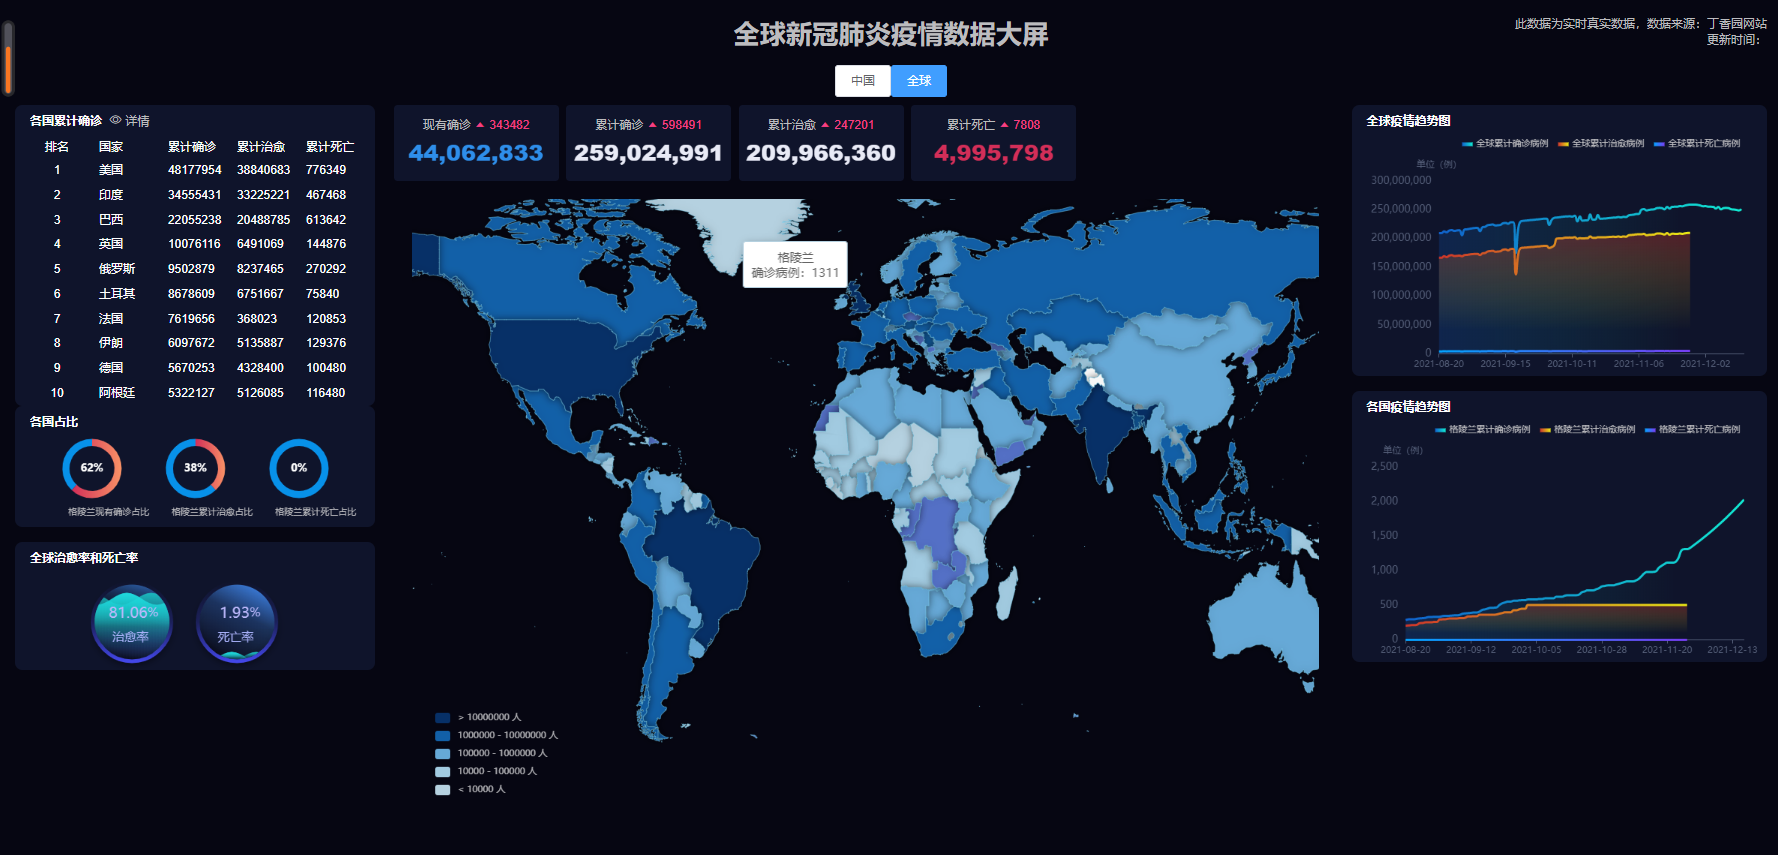 全球新冠肺炎疫情数据大屏
此数据为实时真实数据，数据来源：丁香园网站
更新时间：
中国 全球
各国累计确诊 详情
排名 国家 累计确诊 累计治愈 累计死亡
1 美国 48177954 38840683 776349
2 印度 34555431 33225221 467468
3 巴西 22055238 20488785 613642
4 英国 10076116 6491069 144876
5 俄罗斯 9502879 8237465 270292
6 土耳其 8678609 6751667 75840
7 法国 7619656 368023 120853
8 伊朗 6097672 5135887 129376
9 德国 5670253 4328400 100480
10 阿根廷 5322127 5126085 116480
各国占比
62% 38% 0%
格陵兰现有确诊占比 格陵兰累计治愈占比 格陵兰累计死亡占比
全球治愈率和死亡率
81.06% 1.93%
治愈率 死亡率
现有确诊 343482
44,062,833
累计确诊 598491
259,024,991
累计治愈 247201
209,966,360
累计死亡 7808
4,995,798
格陵兰
确诊病例：1311
> 10000000 人
1000000 - 10000000 人
100000 - 1000000 人
10000 - 100000 人
< 10000 人
全球疫情趋势图
全球累计确诊病例 全球累计治愈病例 全球累计死亡病例
单位（例）
300,000,000
250,000,000
200,000,000
150,000,000
100,000,000
50,000,000
0
2021-08-20 2021-09-15 2021-10-11 2021-11-06 2021-12-02
各国疫情趋势图
格陵兰累计确诊病例 格陵兰累计治愈病例 格陵兰累计死亡病例
单位（例）
2,500
2,000
1,500
1,000
500
0
2021-08-20 2021-09-12 2021-10-05 2021-10-28 2021-11-20 2021-12-13